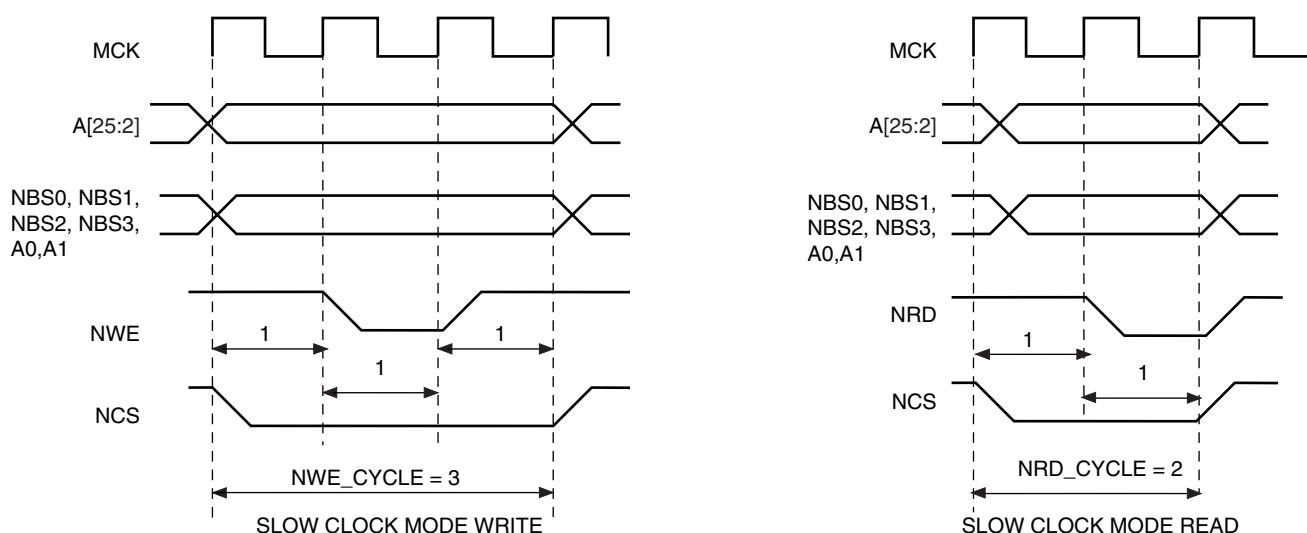 MCK
A[25:2]
NBS0, NBS1,
NBS2, NBS3,
A0,A1
NWE
1
1
1
NCS
NWE_CYCLE = 3
SLOW CLOCK MODE WRITE
MCK
A[25:2]
NBS0, NBS1,
NBS2, NBS3,
A0,A1
NRD
1
1
NCS
NRD_CYCLE = 2
SLOW CLOCK MODE READ